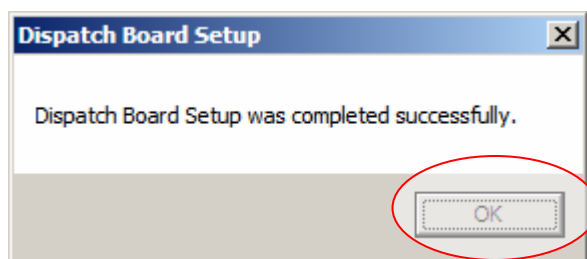 Dispatch Board Setup
Dispatch Board Setup was completed successfully.
OK